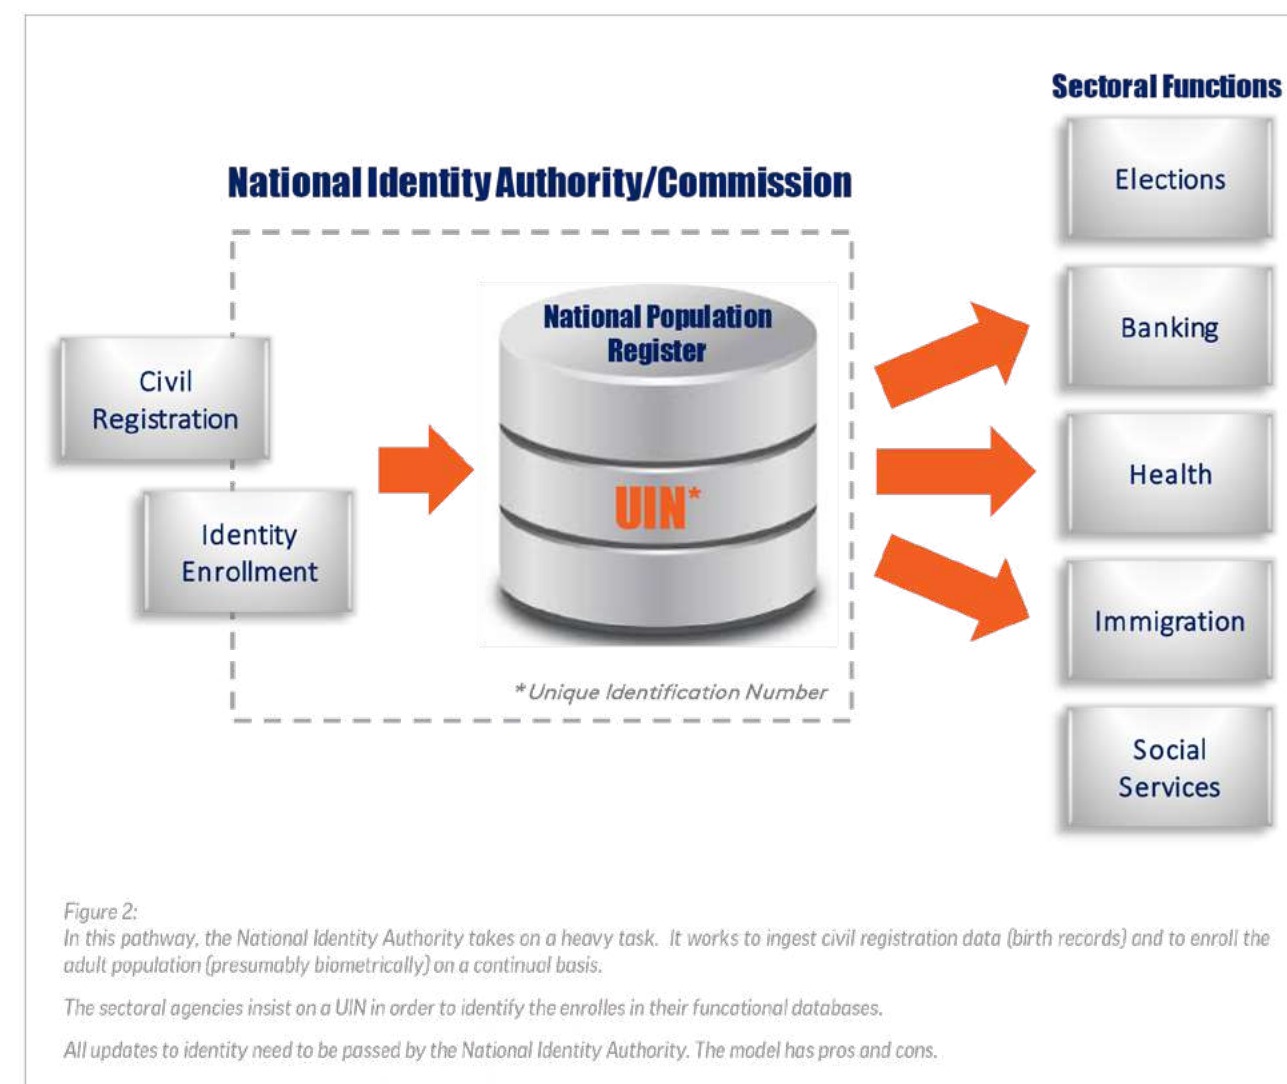 Sectoral Functions
Elections
National Identity Authority/Commission
Banking
National Population
Register
Civil
Registration
Health
UIN*
Identity
Enrollment
Immigration
* Unique Identification Number
Social
Services
Figure 2:
In this pathway, the National Identity Authority takes on a heavy task. It works to ingest civil registration data (birth records) and to enroll the
adult population (presumably biometrically) on a continual basis.
The sectoral agencies insist on a UIN in order to identify the enrolles in their funcational databases.
All updates to identity need to be passed by the National Identity Authority. The model has pros and cons.